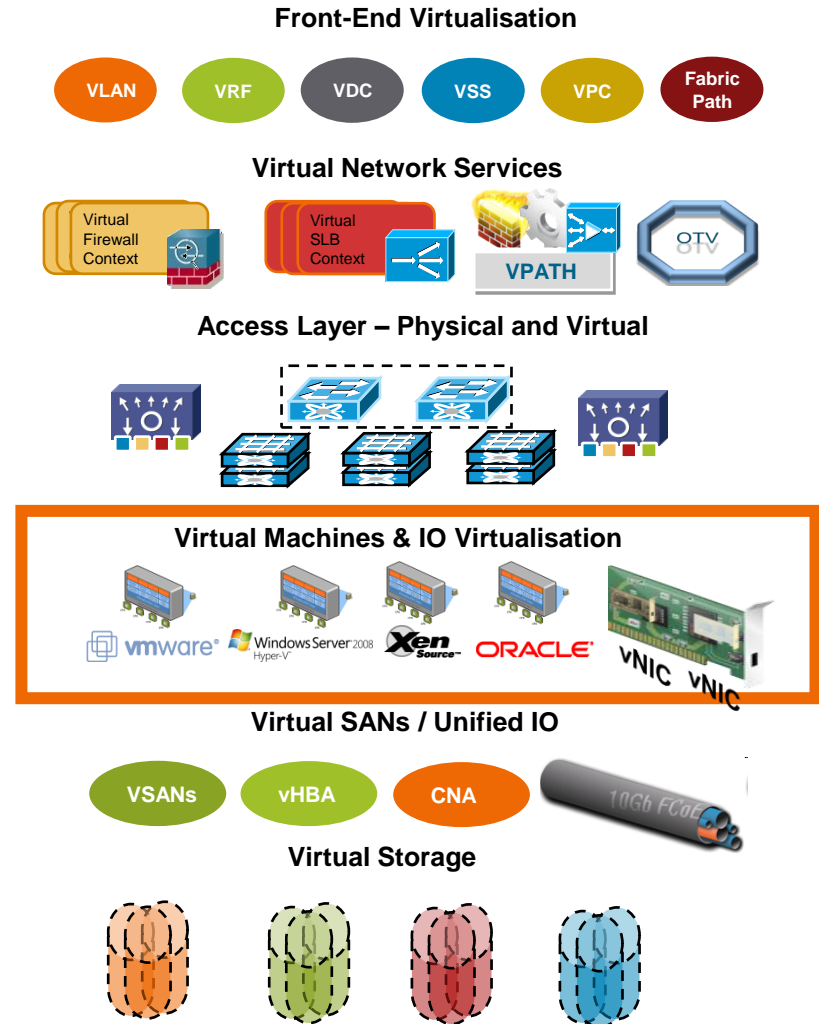 Front-End Virtualisation
VLAN
VRF
VDC
VSS
VPC
Fabric
Path
Virtual Network Services
Virtual
Firewall
Context
Virtual
SLB
Context
VPATH
OTV
Access Layer – Physical and Virtual
Virtual Machines & IO Virtualisation
vmware®
Windows Server 2008
Hyper-V™
Xen
Source™
ORACLE®
vNIC
vNIC
Virtual SANs / Unified IO
VSANs
vHBA
CNA
10Gb FCoE
Virtual Storage